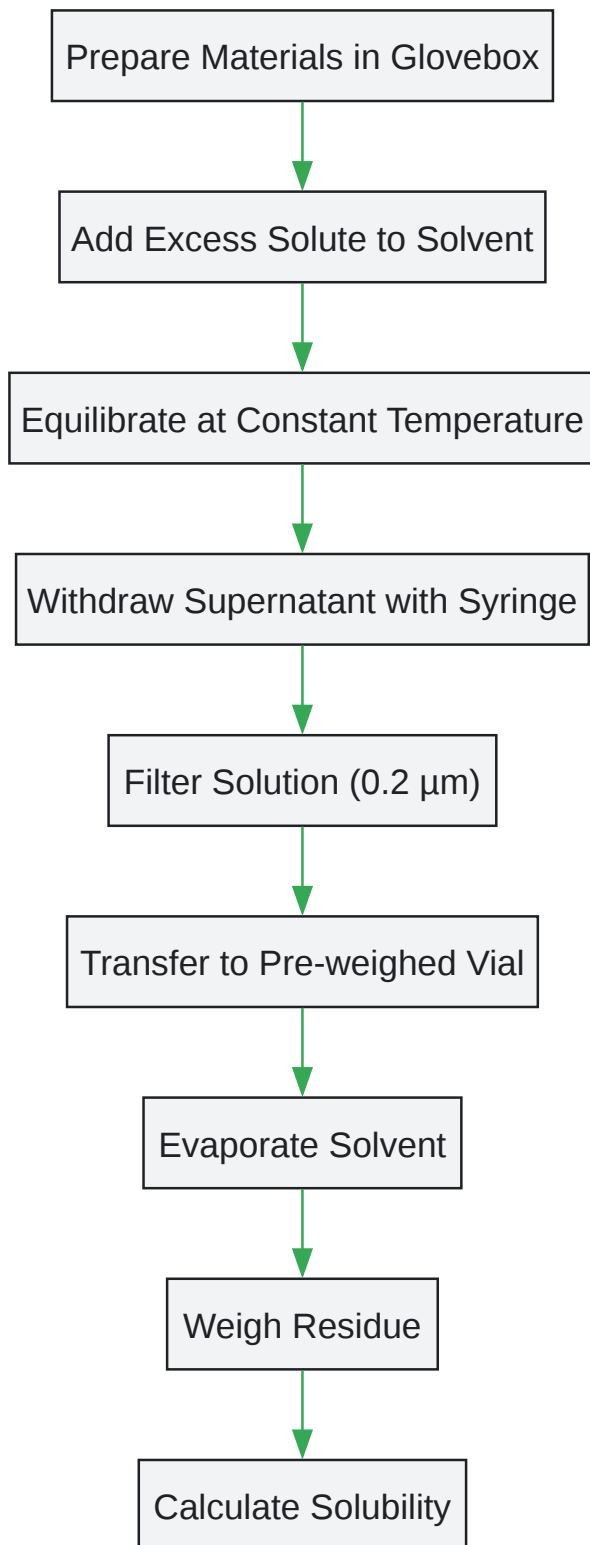 Prepare Materials in Glovebox
Add Excess Solute to Solvent
Equilibrate at Constant Temperature
Withdraw Supernatant with Syringe
Filter Solution (0.2 µm)
Transfer to Pre-weighed Vial
Evaporate Solvent
Weigh Residue
Calculate Solubility